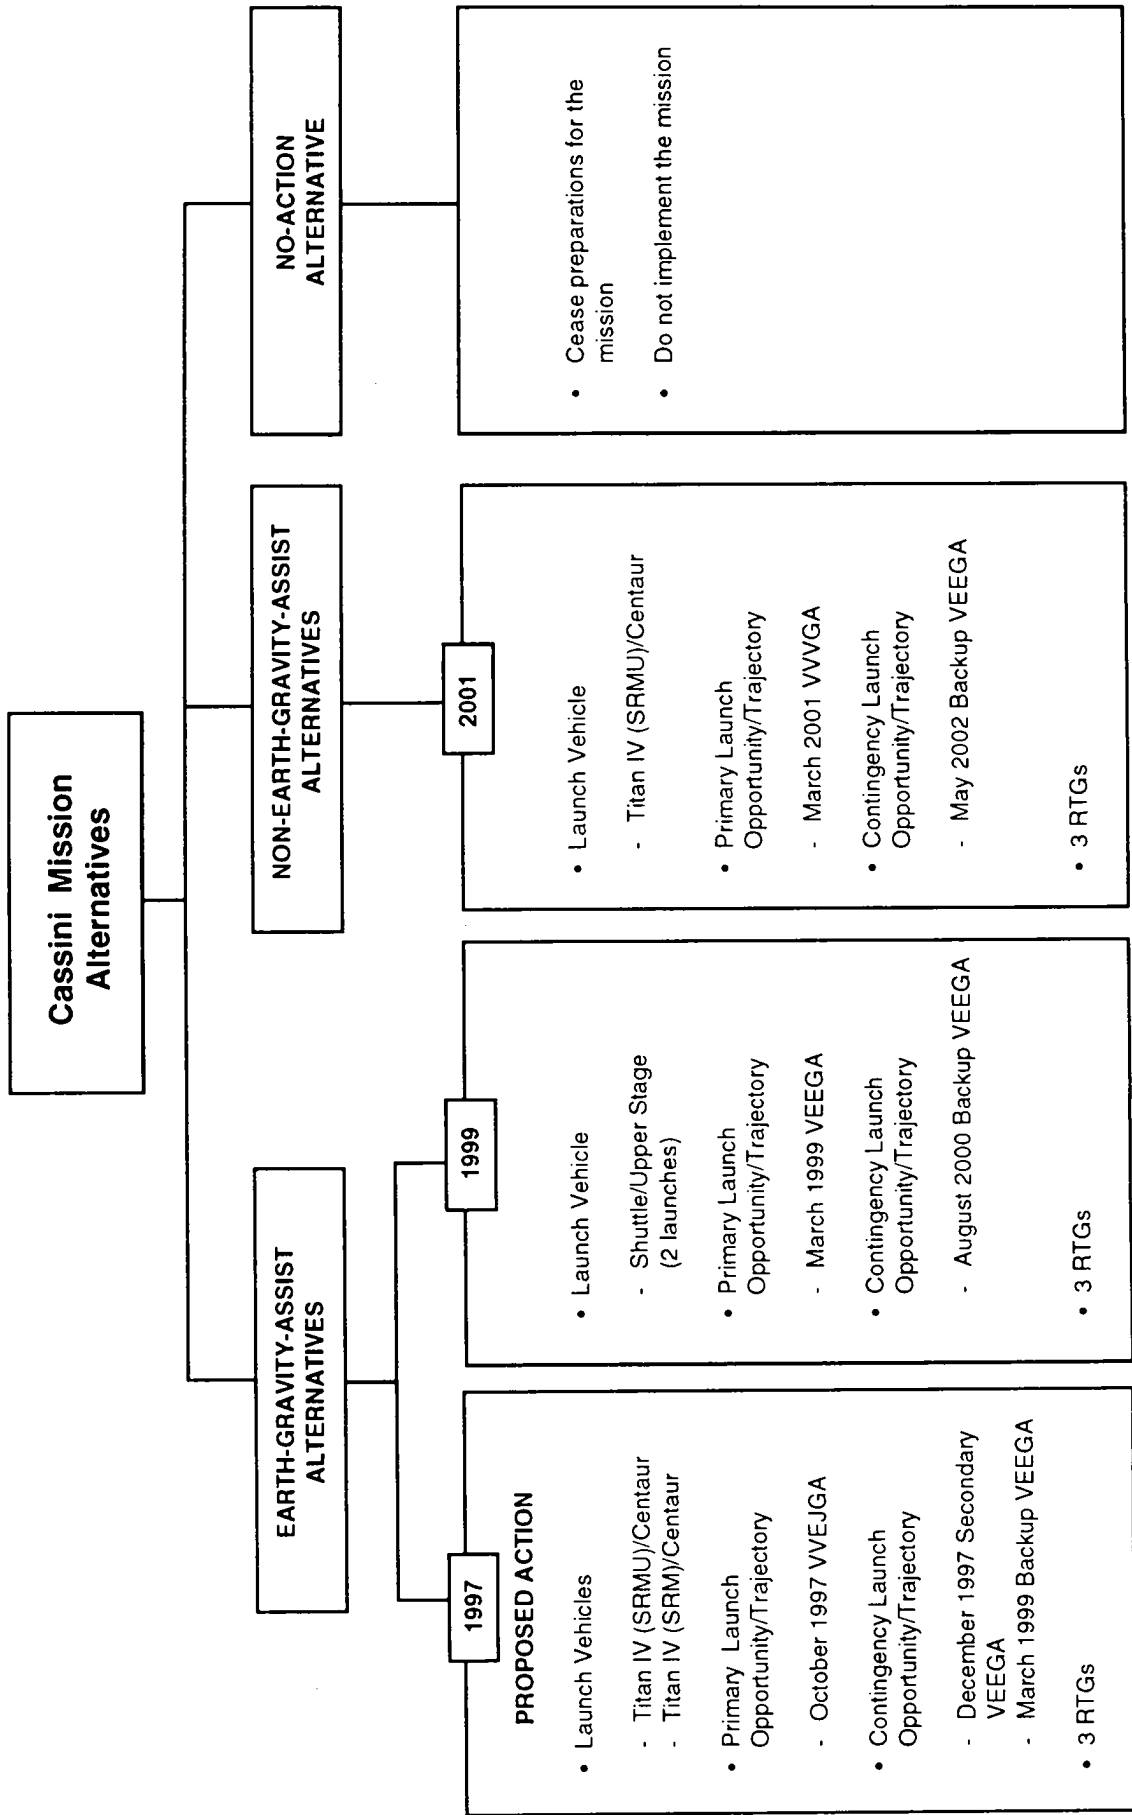 Cassini Mission
Alternatives
EARTH-GRAVITY-ASSIST
ALTERNATIVES
1997
PROPOSED ACTION
• Launch Vehicles
- Titan IV (SRMU)/Centaur
- Titan IV (SRM)/Centaur
• Primary Launch
Opportunity/Trajectory
- October 1997 VVEJGA
• Contingency Launch
Opportunity/Trajectory
- December 1997 Secondary
VEEGA
- March 1999 Backup VEEGA
• 3 RTGs
1999
• Launch Vehicle
- Shuttle/Upper Stage
(2 launches)
• Primary Launch
Opportunity/Trajectory
- March 1999 VEEGA
• Contingency Launch
Opportunity/Trajectory
- August 2000 Backup VEEGA
• 3 RTGs
NON-EARTH-GRAVITY-ASSIST
ALTERNATIVES
2001
• Launch Vehicle
- Titan IV (SRMU)/Centaur
• Primary Launch
Opportunity/Trajectory
- March 2001 VVVGA
• Contingency Launch
Opportunity/Trajectory
- May 2002 Backup VEEGA
• 3 RTGs
NO-ACTION
ALTERNATIVE
• Cease preparations for the
mission
• Do not implement the mission